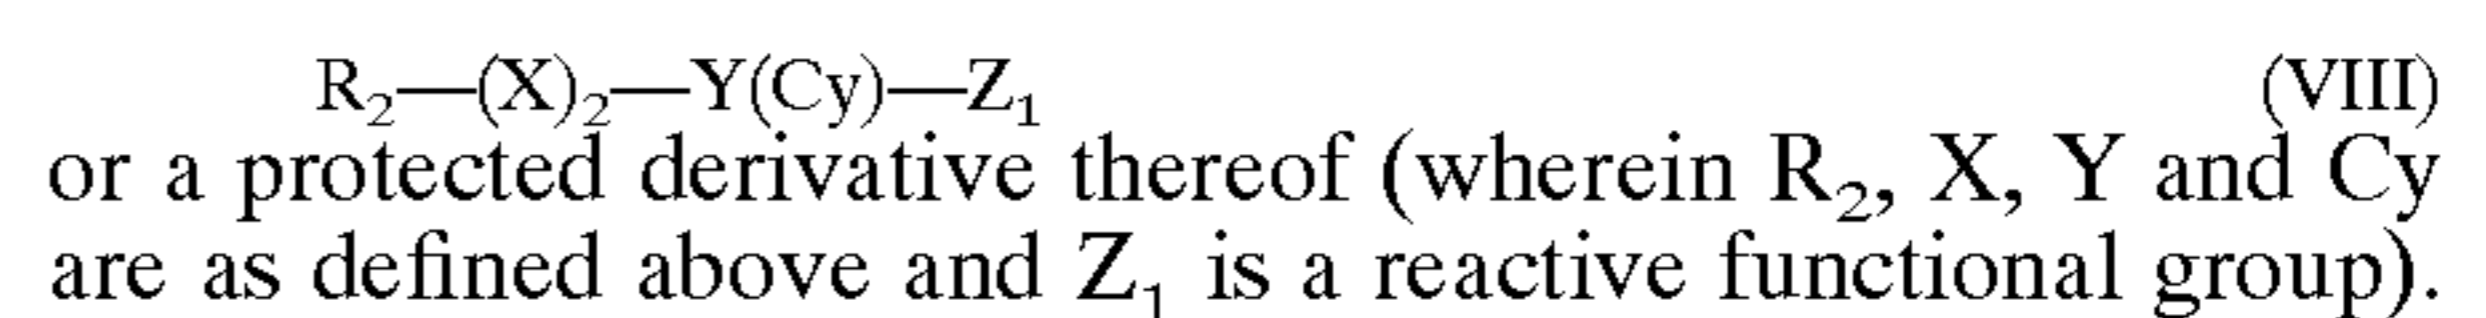 R₂—(X)₂—Y(Cy)—Z₁ (VIII)
or a protected derivative thereof (wherein R₂, X, Y and Cy
are as defined above and Z₁ is a reactive functional group).